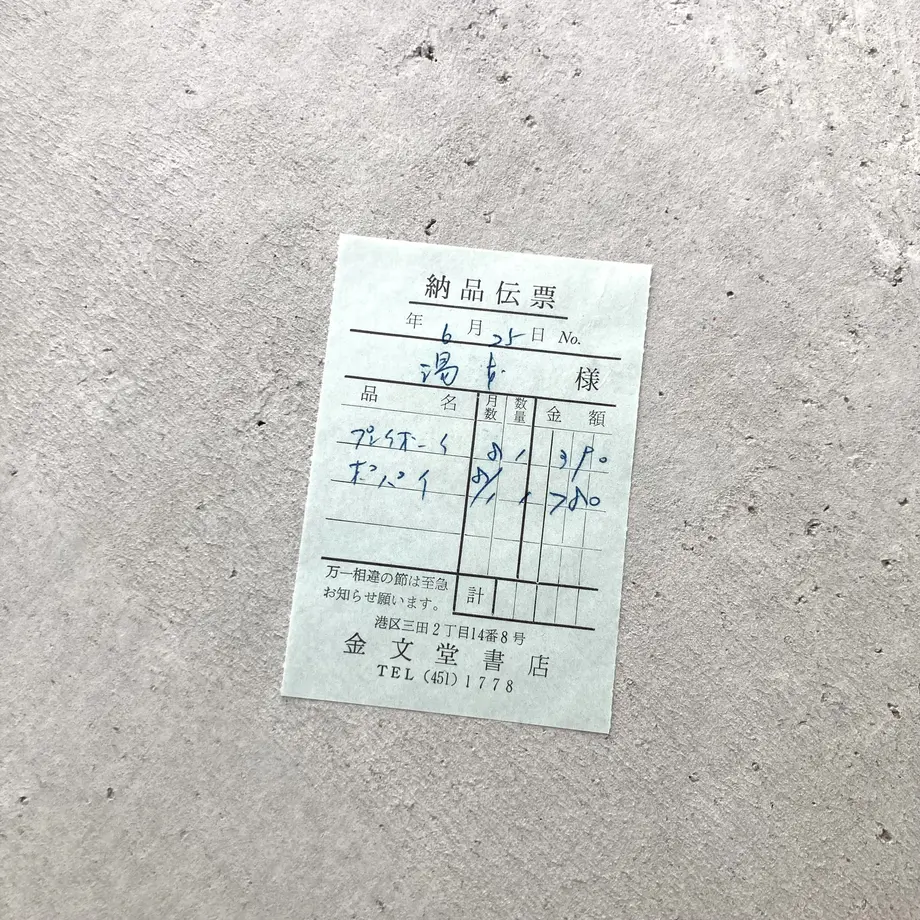 納品伝票
年 6 月 25 日 No.
湯 様
品 名 月数 数量 金 額
プレイボーイ 8 1 390
ポパイ 8/1 1 780
万一相違の節は至急
お知らせ願います。
計
港区三田2丁目14番8号
金文堂書店
TEL (451) 1778